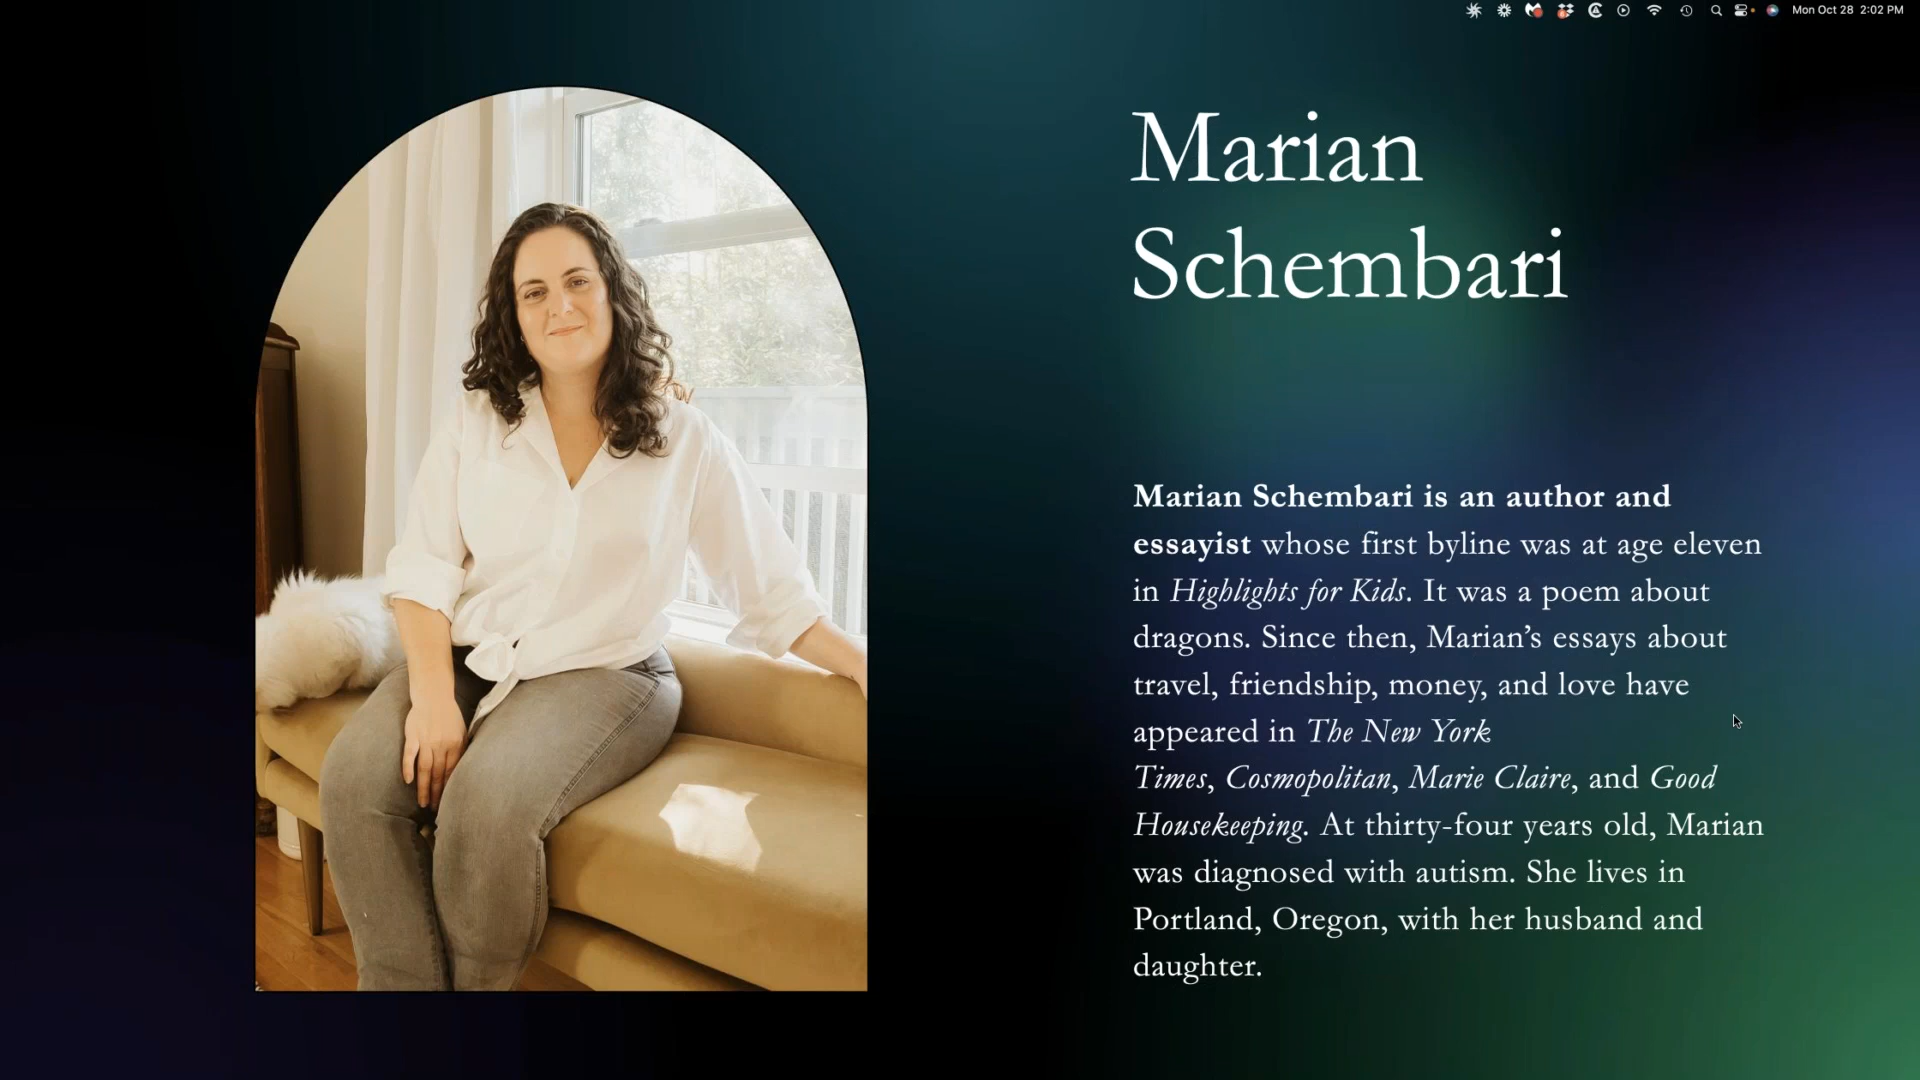 Mon Oct 28 2:02 PM
Marian
Schembari
Marian Schembari is an author and
essayist whose first byline was at age eleven
in Highlights for Kids. It was a poem about
dragons. Since then, Marian’s essays about
travel, friendship, money, and love have
appeared in The New York
Times, Cosmopolitan, Marie Claire, and Good
Housekeeping. At thirty-four years old, Marian
was diagnosed with autism. She lives in
Portland, Oregon, with her husband and
daughter.